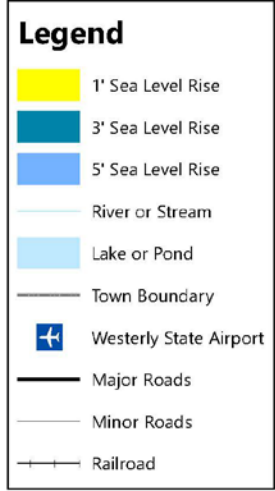 Legend
1' Sea Level Rise
3' Sea Level Rise
5' Sea Level Rise
River or Stream
Lake or Pond
Town Boundary
Westerly State Airport
Major Roads
Minor Roads
Railroad